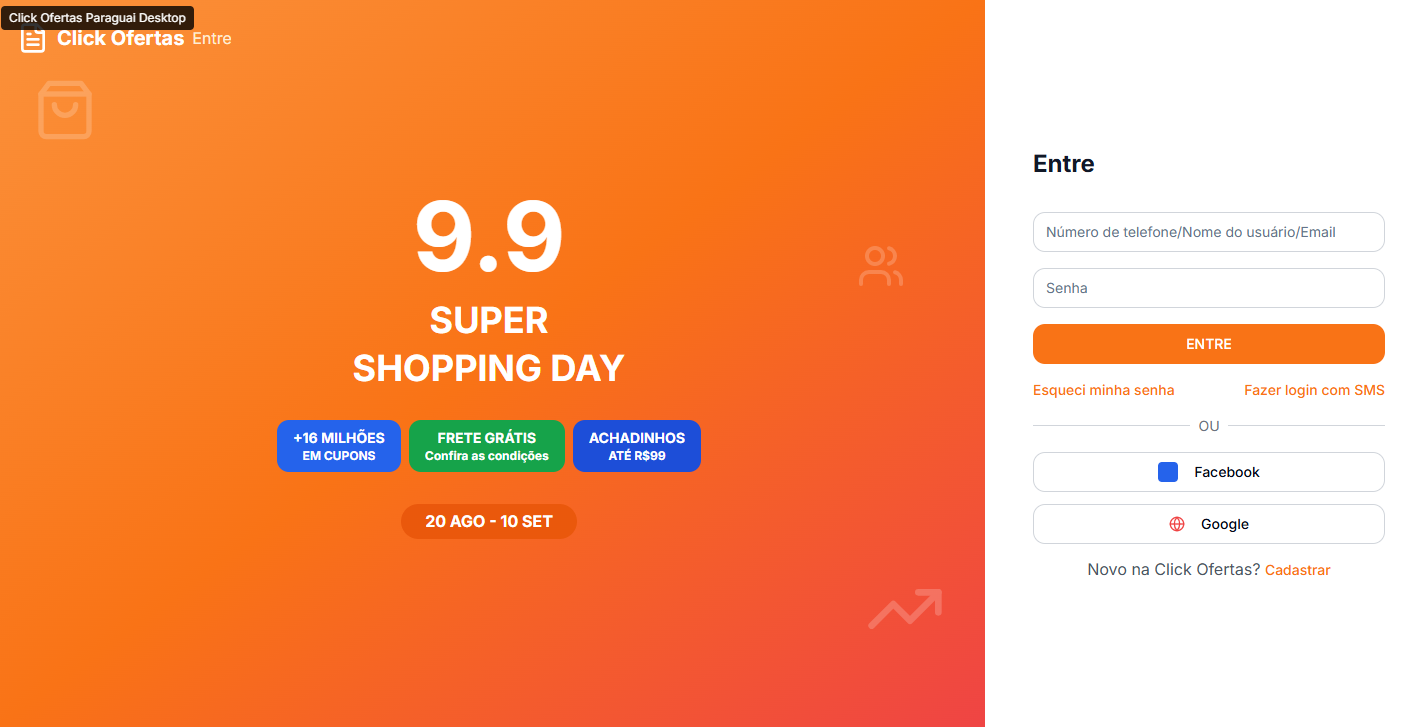 Click Ofertas Paraguai Desktop
Click Ofertas Entre
9.9
SUPER
SHOPPING DAY
+16 MILHÕES
EM CUPONS
FRETE GRÁTIS
Confira as condições
ACHADINHOS
ATÉ R$99
20 AGO - 10 SET
Entre
Número de telefone/Nome do usuário/Email
Senha
ENTRE
Esqueci minha senha
Fazer login com SMS
OU
Facebook
Google
Novo na Click Ofertas? Cadastrar